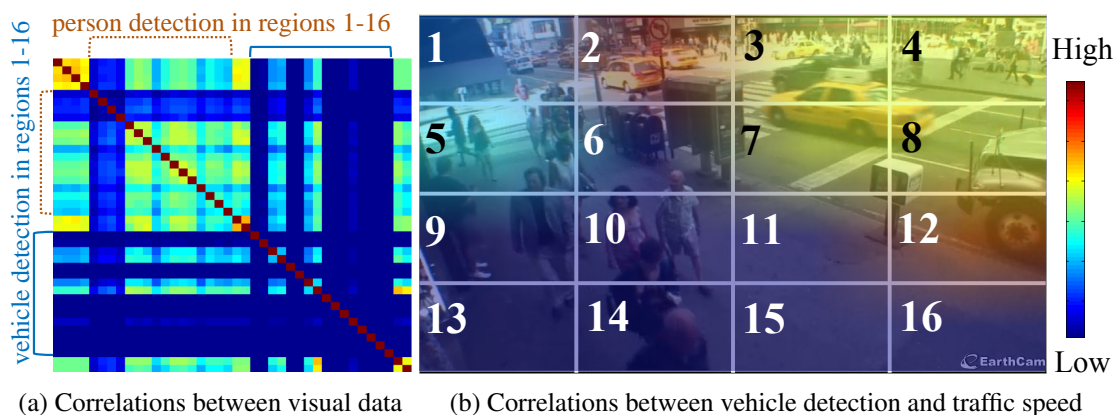 person detection in regions 1-16
vehicle detection in regions 1-16
1 2 3 4
5 6 7 8
9 10 11 12
13 14 15 16
EarthCam
High
Low
(a) Correlations between visual data
(b) Correlations between vehicle detection and traffic speed